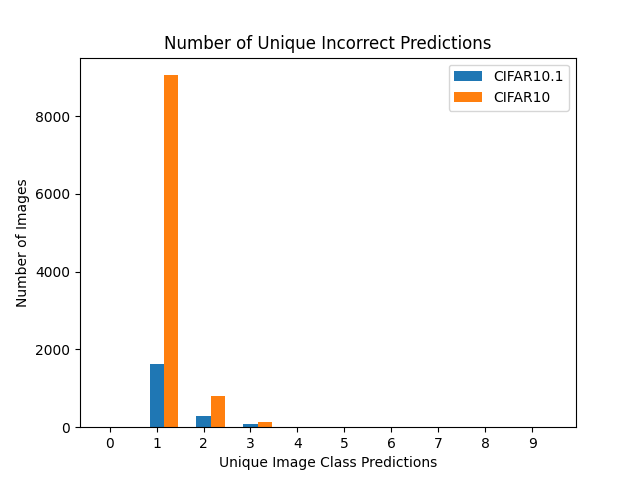 Number of Unique Incorrect Predictions
CIFAR10.1
CIFAR10
8000
6000
4000
2000
0
Number of Images
0 1 2 3 4 5 6 7 8 9
Unique Image Class Predictions